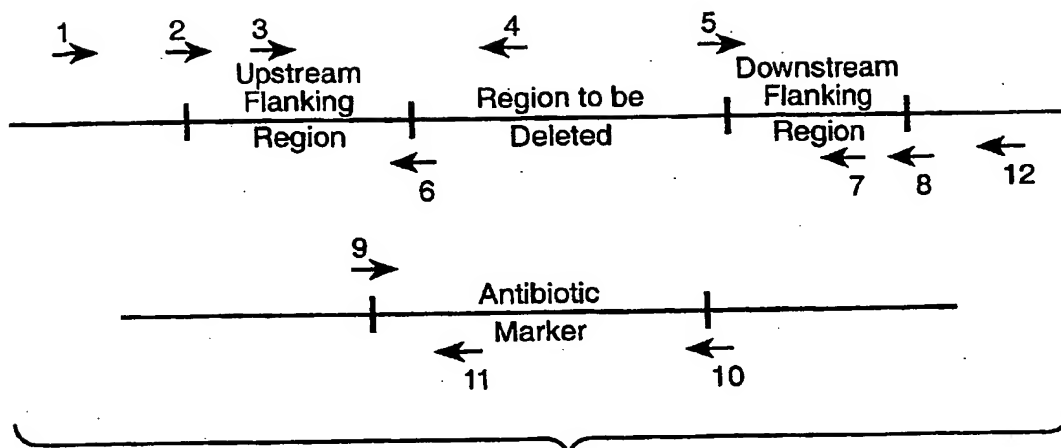 1 2 3 4 5
Upstream
Flanking
Region
Region to be
Deleted
Downstream
Flanking
Region
6 7 8 12
9
Antibiotic
Marker
11 10